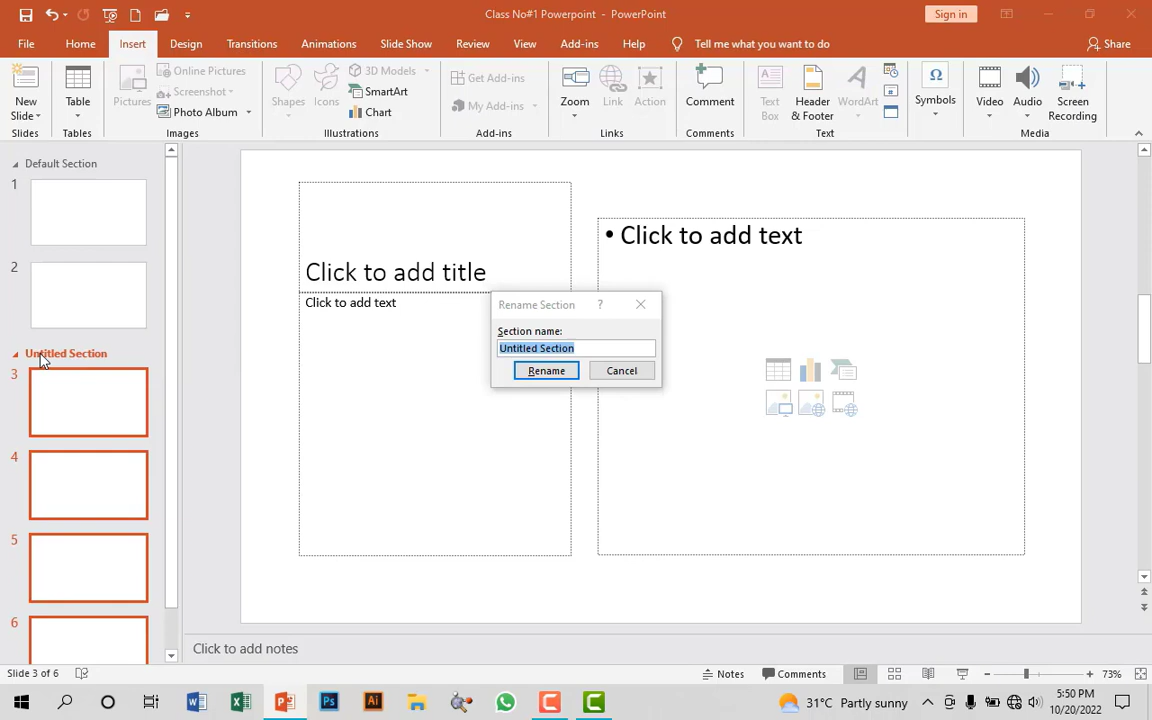 Class No#1 Powerpoint - PowerPoint
Sign in
File Home Insert Design Transitions Animations Slide Show Review View Add-ins Help Tell me what you want to do Share
New Slide
Table
Pictures
Online Pictures
Screenshot
Photo Album
Shapes
Icons
3D Models
SmartArt
Chart
Get Add-ins
My Add-ins
Zoom
Link
Action
Comment
Text Box
Header & Footer
WordArt
Symbols
Video
Audio
Screen Recording
Slides Tables Images Illustrations Add-ins Links Comments Text Media
Default Section
1
2
Untitled Section
3
4
5
6
Click to add title
Click to add text
• Click to add text
Rename Section ?
Section name:
Untitled Section
Rename Cancel
Click to add notes
Slide 3 of 6 Notes Comments 73%
31°C Partly sunny
5:50 PM
10/20/2022